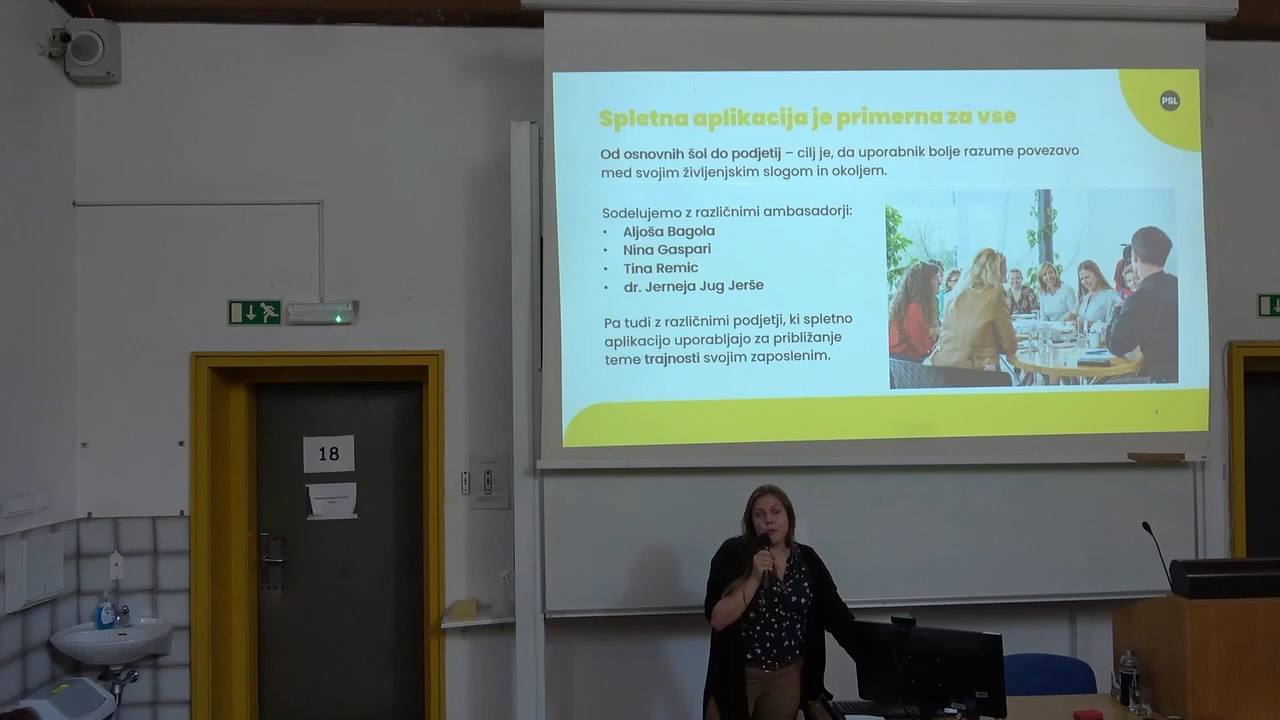 PSL
Spletna aplikacija je primerna za vse
Od osnovnih šol do podjetij – cilj je, da uporabnik bolje razume povezavo
med svojim življenjskim slogom in okoljem.
Sodelujemo z različnimi ambasadorji:
• Aljoša Bagola
• Nina Gaspari
• Tina Remic
• dr. Jerneja Jug Jerše
Pa tudi z različnimi podjetji, ki spletno
aplikacijo uporabljajo za približanje
teme trajnosti svojim zaposlenim.
18